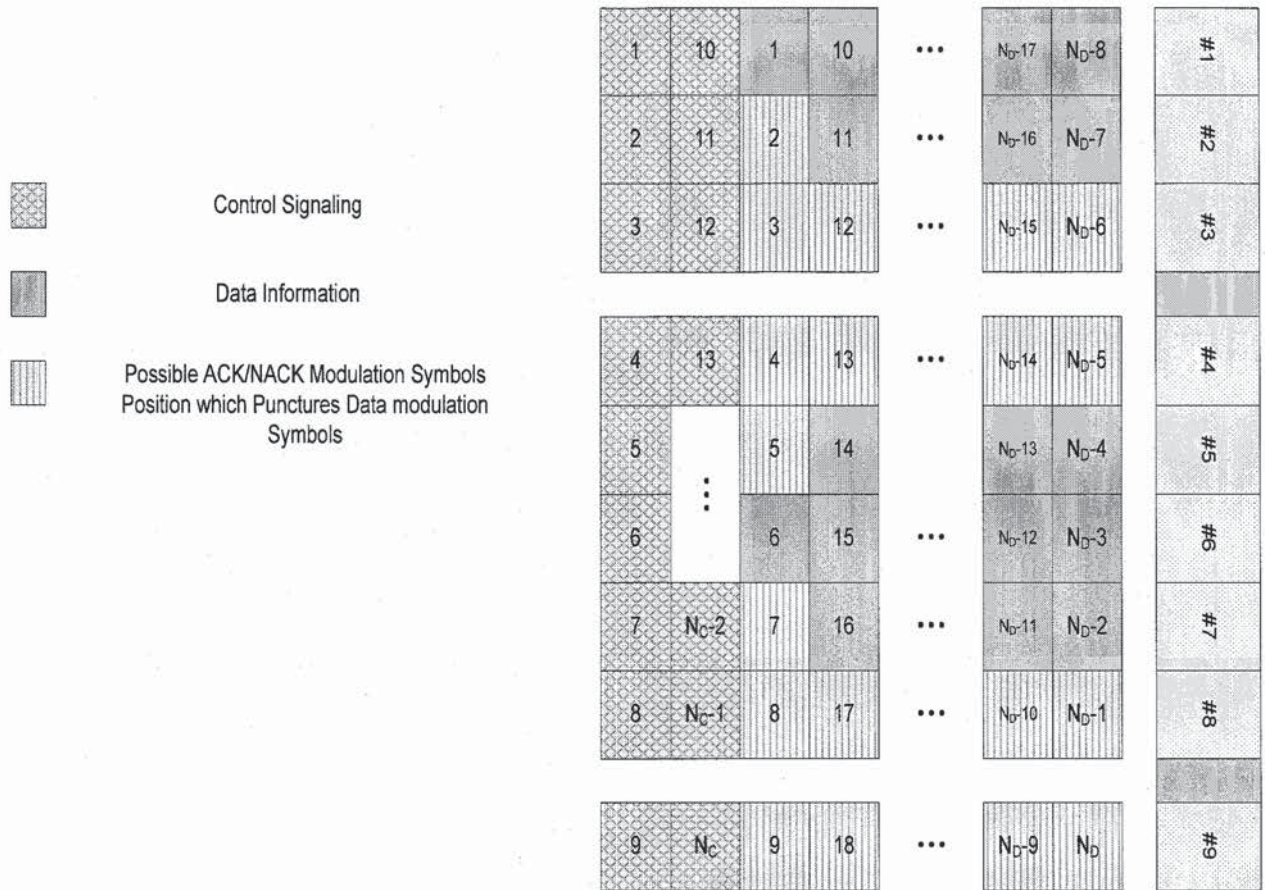 Control Signaling
Data Information
Possible ACK/NACK Modulation Symbols
Position which Punctures Data modulation
Symbols
1 10 1 10 ••• N_D-17 N_D-8 #1
2 11 2 11 ••• N_D-16 N_D-7 #2
3 12 3 12 ••• N_D-15 N_D-6 #3
4 13 4 13 ••• N_D-14 N_D-5 #4
5 5 14 N_D-13 N_D-4 #5
6 6 15 ••• N_D-12 N_D-3 #6
7 N_C-2 7 16 ••• N_D-11 N_D-2 #7
8 N_C-1 8 17 ••• N_D-10 N_D-1 #8
9 N_C 9 18 ••• N_D-9 N_D #9